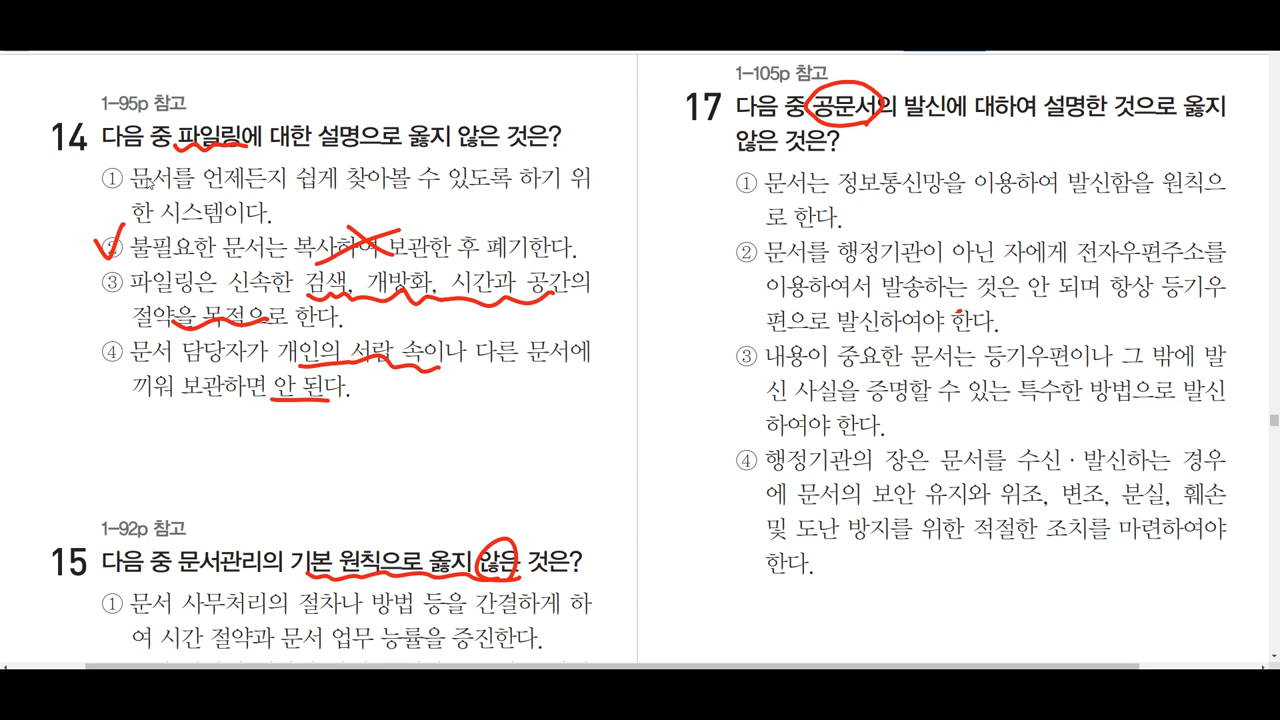 1-95p 참고
14 다음 중 파일링에 대한 설명으로 옳지 않은 것은?
① 문서를 언제든지 쉽게 찾아볼 수 있도록 하기 위
한 시스템이다.
② 불필요한 문서는 복사하여 보관한 후 폐기한다.
③ 파일링은 신속한 검색, 개방화, 시간과 공간의
절약을 목적으로 한다.
④ 문서 담당자가 개인의 서랍 속이나 다른 문서에
끼워 보관하면 안 된다.
1-92p 참고
15 다음 중 문서관리의 기본 원칙으로 옳지 않은 것은?
① 문서 사무처리의 절차나 방법 등을 간결하게 하
여 시간 절약과 문서 업무 능률을 증진한다.
1-105p 참고
17 다음 중 공문서의 발신에 대하여 설명한 것으로 옳지
않은 것은?
① 문서는 정보통신망을 이용하여 발신함을 원칙으
로 한다.
② 문서를 행정기관이 아닌 자에게 전자우편주소를
이용하여서 발송하는 것은 안 되며 항상 등기우
편으로 발신하여야 한다.
③ 내용이 중요한 문서는 등기우편이나 그 밖에 발
신 사실을 증명할 수 있는 특수한 방법으로 발신
하여야 한다.
④ 행정기관의 장은 문서를 수신·발신하는 경우
에 문서의 보안 유지와 위조, 변조, 분실, 훼손
및 도난 방지를 위한 적절한 조치를 마련하여야
한다.